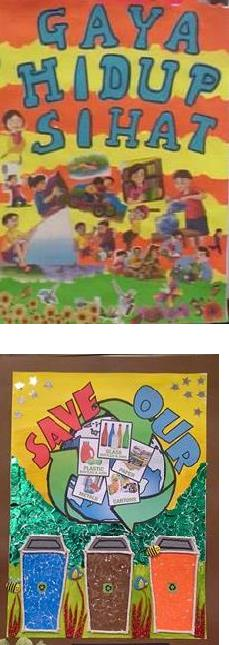 GAYA
HIDUP
SIHAT
SAVE OUR
GLASS
PLASTIC
PAPER
METALS
CARTONS